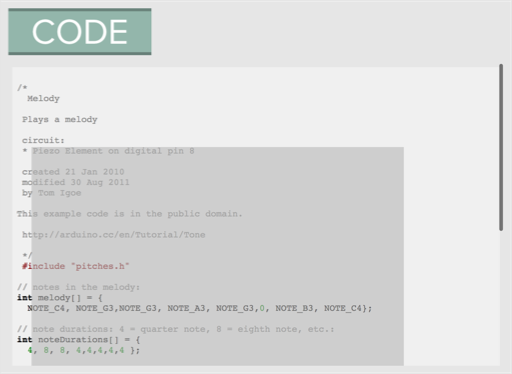 CODE
/*
Melody
Plays a melody
circuit:
* Piezo Element on digital pin 8
created 21 Jan 2010
modified 30 Aug 2011
by Tom Igoe
This example code is in the public domain.
http://arduino.cc/en/Tutorial/Tone
*/
#include "pitches.h"
// notes in the melody:
int melody[] = {
NOTE_C4, NOTE_G3,NOTE_G3, NOTE_A3, NOTE_G3,0, NOTE_B3, NOTE_C4};
// note durations: 4 = quarter note, 8 = eighth note, etc.:
int noteDurations[] = {
4, 8, 8, 4,4,4,4,4 };